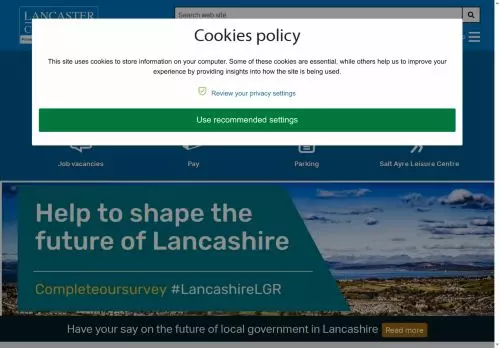 LANCASTER
Search web site
Cookies policy
This site uses cookies to store information on your computer. Some of these cookies are essential, while others help us to improve your
experience by providing insights into how the site is being used.
Review your privacy settings
Use recommended settings
Job vacancies
Pay
Parking
Salt Ayre Leisure Centre
Help to shape the
future of Lancashire
Completeoursurvey #LancashireLGR
Have your say on the future of local government in Lancashire Read more